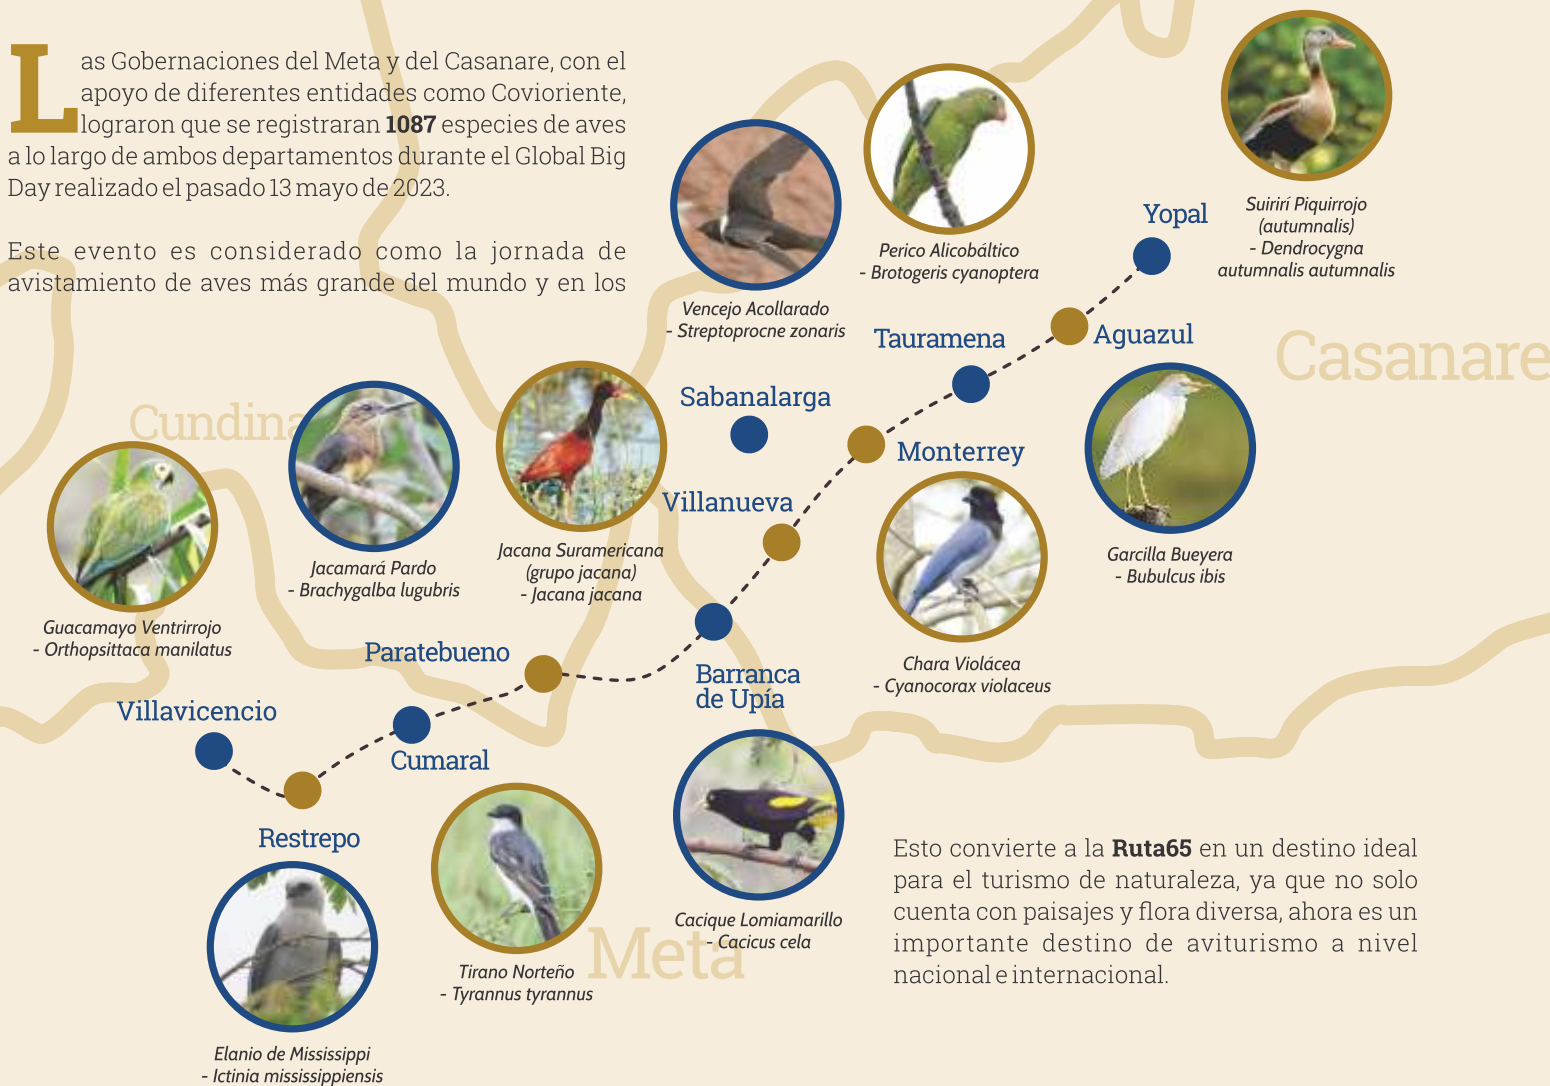 Las Gobernaciones del Meta y del Casanare, con el
apoyo de diferentes entidades como Covioriente,
lograron que se registraran 1087 especies de aves
a lo largo de ambos departamentos durante el Global Big
Day realizado el pasado 13 mayo de 2023.
Este evento es considerado como la jornada de
avistamiento de aves más grande del mundo y en los
Suirirí Piquirrojo
(autumnalis)
- Dendrocygna
autumnalis autumnalis
Yopal
Perico Alicobáltico
- Brotogeris cyanoptera
Vencejo Acollarado
- Streptoprocne zonaris
Tauramena
Aguazul
Casanare
Sabanalarga
Cundina
Monterrey
Villanueva
Jacana Suramericana
(grupo jacana)
- Jacana jacana
Garcilla Bueyera
- Bubulcus ibis
Jacamará Pardo
- Brachygalba lugubris
Guacamayo Ventrirrojo
- Orthopsittaca manilatus
Paratebueno
Chara Violácea
- Cyanocorax violaceus
Barranca
de Upía
Villavicencio
Cumaral
Restrepo
Cacique Lomiamarillo
- Cacicus cela
Meta
Tirano Norteño
- Tyrannus tyrannus
Elanio de Mississippi
- Ictinia mississippiensis
Esto convierte a la Ruta65 en un destino ideal
para el turismo de naturaleza, ya que no solo
cuenta con paisajes y flora diversa, ahora es un
importante destino de aviturismo a nivel
nacional e internacional.